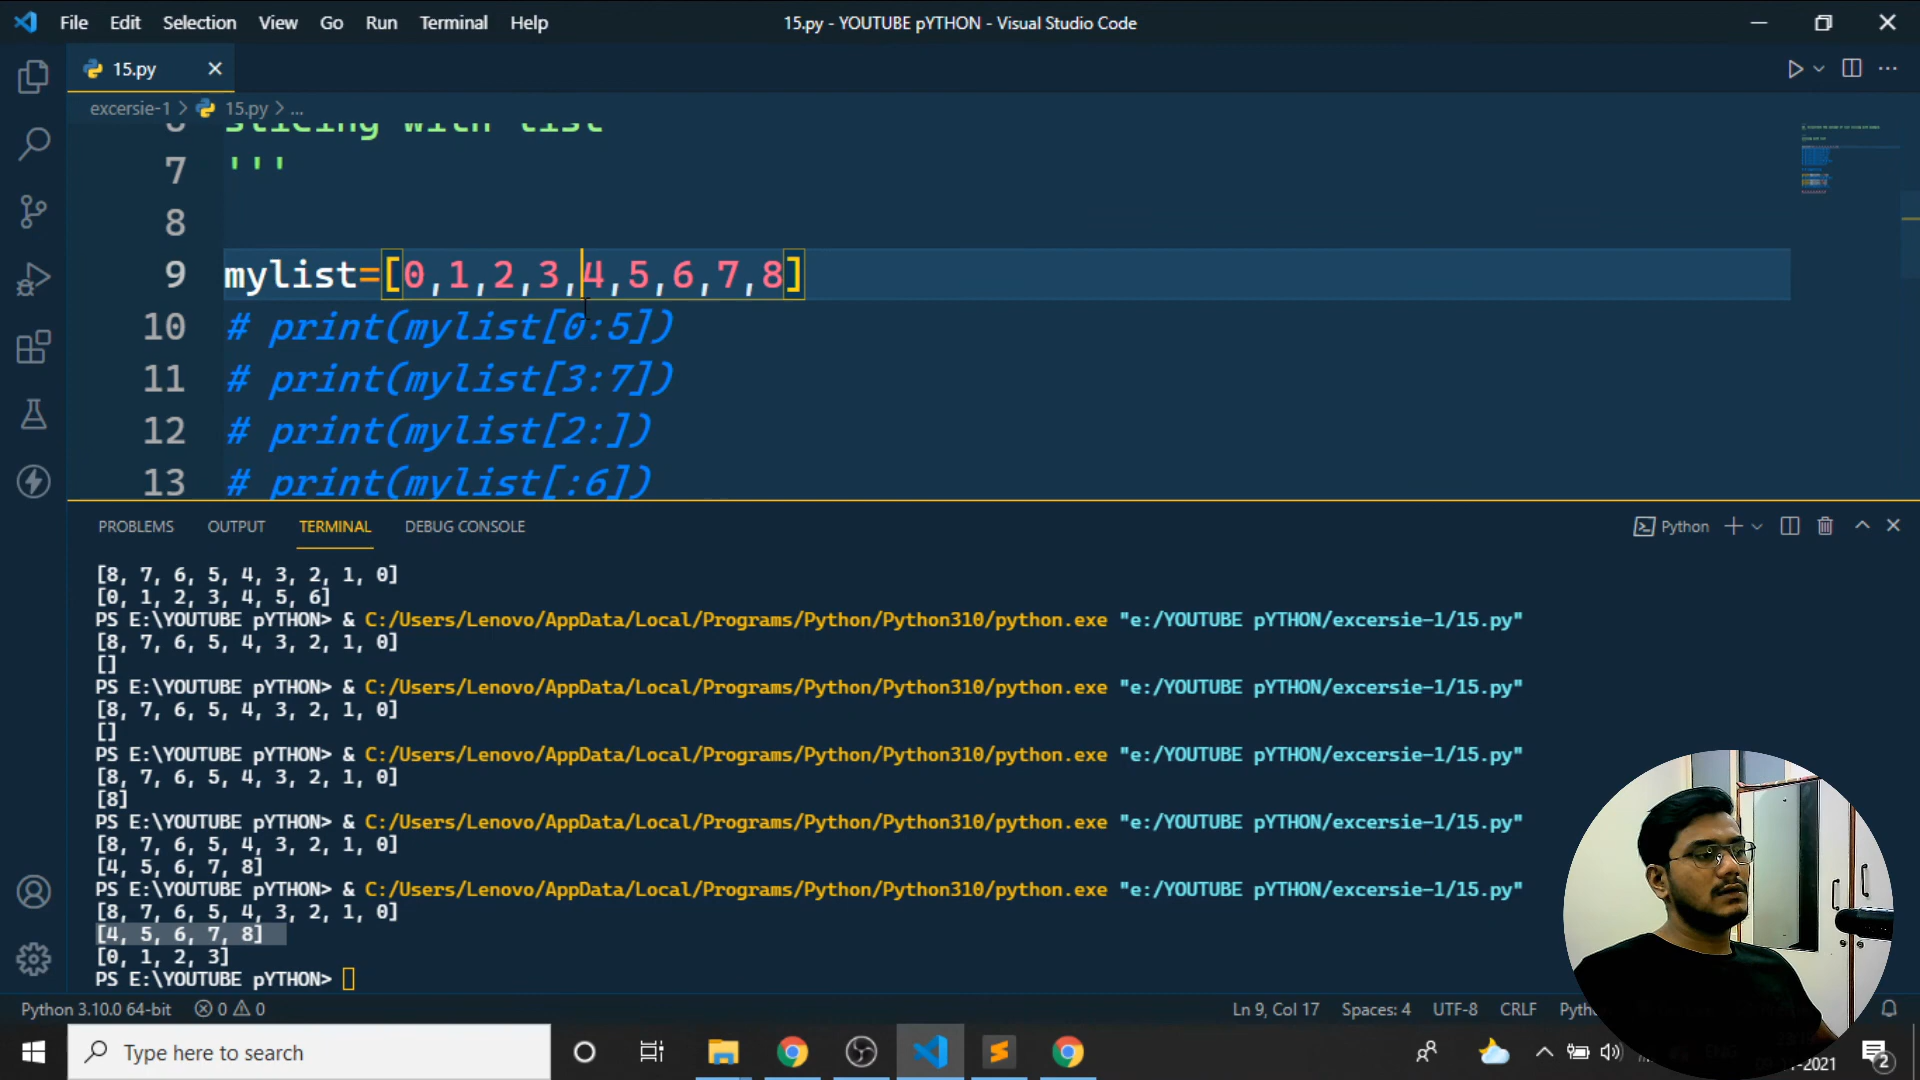 File Edit Selection View Go Run Terminal Help
15.py - YOUTUBE pYTHON - Visual Studio Code
15.py
excersie-1 > 15.py > ...
6 slicing with list
7 '''
8
9 mylist=[0,1,2,3,4,5,6,7,8]
10 # print(mylist[0:5])
11 # print(mylist[3:7])
12 # print(mylist[2:])
13 # print(mylist[:6])
PROBLEMS OUTPUT TERMINAL DEBUG CONSOLE
Python
[8, 7, 6, 5, 4, 3, 2, 1, 0]
[0, 1, 2, 3, 4, 5, 6]
PS E:\YOUTUBE pYTHON> & C:/Users/Lenovo/AppData/Local/Programs/Python/Python310/python.exe "e:/YOUTUBE pYTHON/excersie-1/15.py"
[8, 7, 6, 5, 4, 3, 2, 1, 0]
[]
PS E:\YOUTUBE pYTHON> & C:/Users/Lenovo/AppData/Local/Programs/Python/Python310/python.exe "e:/YOUTUBE pYTHON/excersie-1/15.py"
[8, 7, 6, 5, 4, 3, 2, 1, 0]
[]
PS E:\YOUTUBE pYTHON> & C:/Users/Lenovo/AppData/Local/Programs/Python/Python310/python.exe "e:/YOUTUBE pYTHON/excersie-1/15.py"
[8, 7, 6, 5, 4, 3, 2, 1, 0]
[8]
PS E:\YOUTUBE pYTHON> & C:/Users/Lenovo/AppData/Local/Programs/Python/Python310/python.exe "e:/YOUTUBE pYTHON/excersie-1/15.py"
[8, 7, 6, 5, 4, 3, 2, 1, 0]
[4, 5, 6, 7, 8]
PS E:\YOUTUBE pYTHON> & C:/Users/Lenovo/AppData/Local/Programs/Python/Python310/python.exe "e:/YOUTUBE pYTHON/excersie-1/15.py"
[8, 7, 6, 5, 4, 3, 2, 1, 0]
[4, 5, 6, 7, 8]
[0, 1, 2, 3]
PS E:\YOUTUBE pYTHON>
Python 3.10.0 64-bit 0 0 Ln 9, Col 17 Spaces: 4 UTF-8 CRLF
Type here to search
2